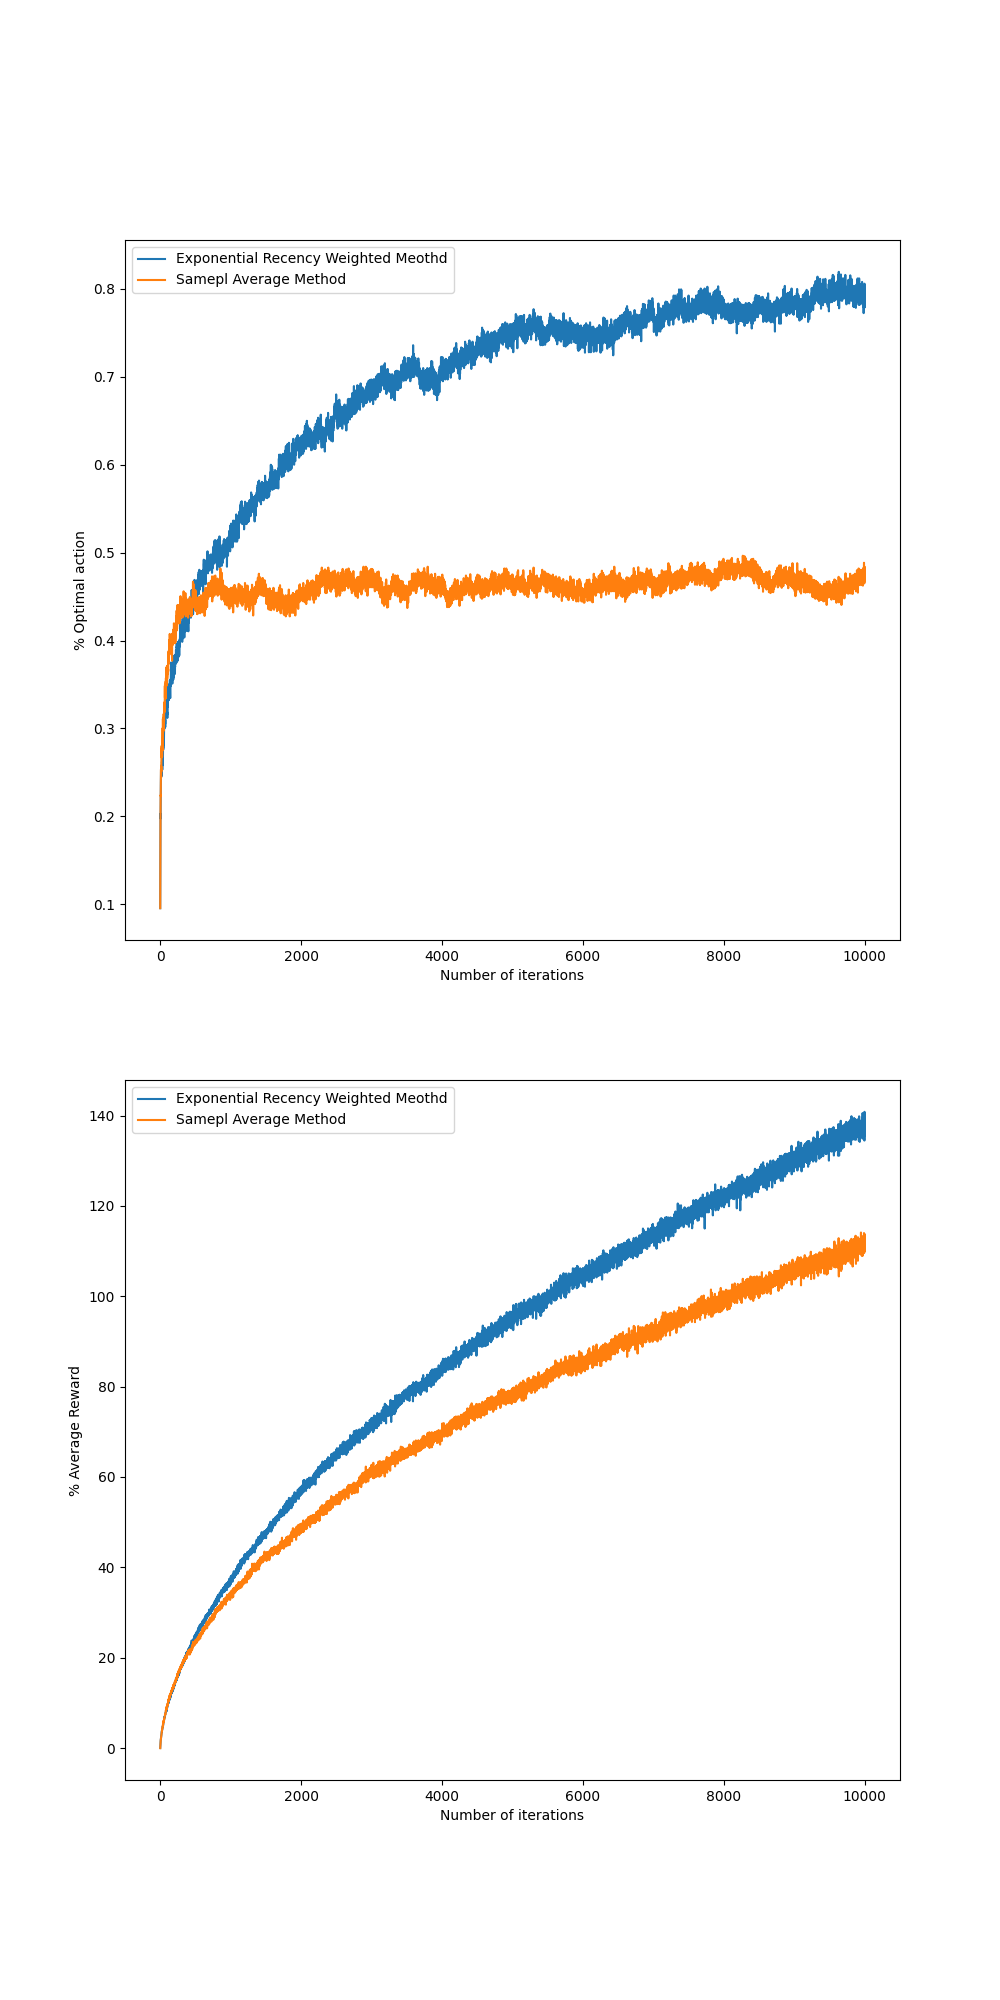 Exponential Recency Weighted Meothd
Samepl Average Method
% Optimal action
0.8
0.7
0.6
0.5
0.4
0.3
0.2
0.1
0 2000 4000 6000 8000 10000
Number of iterations
Exponential Recency Weighted Meothd
Samepl Average Method
% Average Reward
140
120
100
80
60
40
20
0
0 2000 4000 6000 8000 10000
Number of iterations